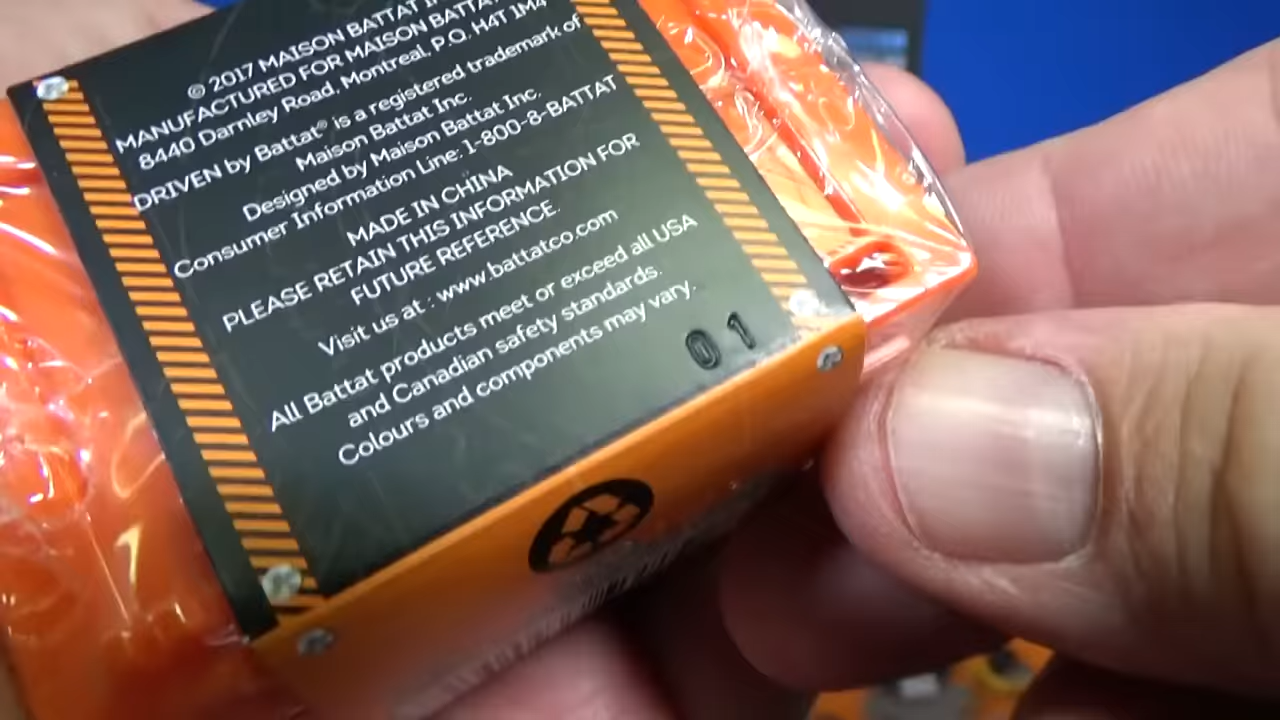 © 2017 MAISON BATTAT
MANUFACTURED FOR MAISON BATTAT
8440 Darnley Road, Montreal, P.Q. H4T 1M4
DRIVEN by Battat® is a registered trademark of
Maison Battat Inc.
Designed by Maison Battat Inc.
Consumer Information Line: 1-800-8-BATTAT
MADE IN CHINA
PLEASE RETAIN THIS INFORMATION FOR
FUTURE REFERENCE.
Visit us at : www.battatco.com
All Battat products meet or exceed all USA
and Canadian safety standards.
Colours and components may vary.
01